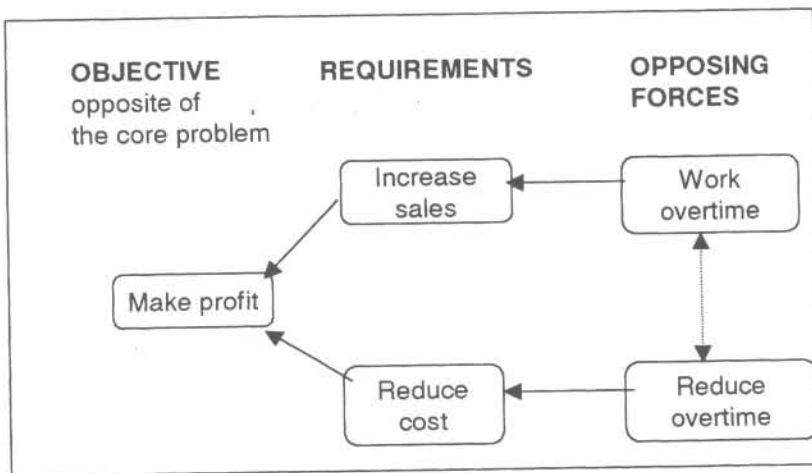 OBJECTIVE
opposite of
the core problem
REQUIREMENTS
OPPOSING
FORCES
Increase
sales
Work
overtime
Make profit
Reduce
cost
Reduce
overtime